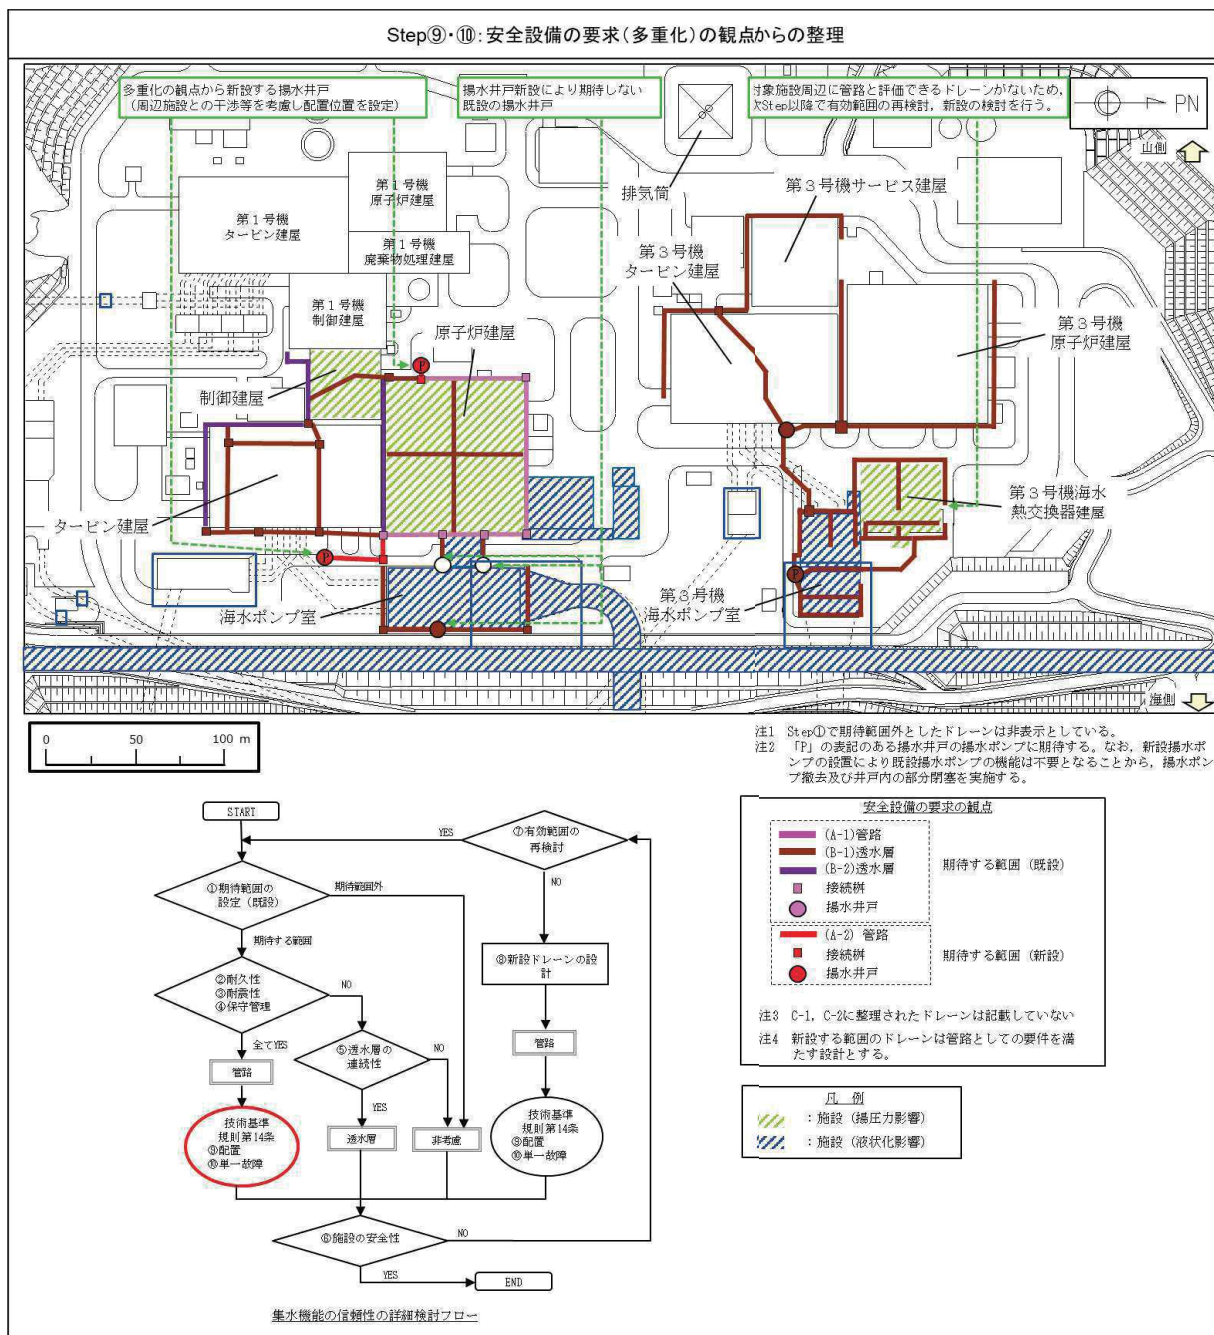 Step⑨・⑩：安全設備の要求（多重化）の観点からの整理
多重化の観点から新設する揚水井戸
（周辺施設との干渉等を考慮し配置位置を設定）
揚水井戸新設により期待しない
既設の揚水井戸
対象施設周辺に管路と評価できるドレーンがないため，
次Step以降で有効範囲の再検討，新設の検討を行う。
PN
山側
排気筒
第１号機
原子炉建屋
第１号機
タービン建屋
第１号機
廃棄物処理建屋
第１号機
制御建屋
原子炉建屋
制御建屋
タービン建屋
海水ポンプ室
第３号機サービス建屋
第３号機
タービン建屋
第３号機
原子炉建屋
第３号機海水
熱交換器建屋
第３号機
海水ポンプ室
P
P
P
海側
0 50 100 m
注1 Step①で期待範囲外としたドレーンは非表示としている。
注2 「P」の表記のある揚水井戸の揚水ポンプに期待する。なお，新設揚水ポ
ンプの設置により既設揚水ポンプの機能は不要となることから，揚水ポン
プ撤去及び井戸内の部分閉塞を実施する。
START
①期待範囲の
設定（既設）
期待範囲外
期待する範囲
②耐久性
③耐震性
④保守管理
NO
全てYES
管路
⑤透水層の
連続性
NO
YES
透水層
非考慮
技術基準
規則第14条
⑨配置
⑩単一故障
⑥施設の安全性
NO
YES
END
⑦有効範囲の
再検討
YES
NO
⑧新設ドレーンの設
計
管路
技術基準
規則第14条
⑨配置
⑩単一故障
集水機能の信頼性の詳細検討フロー
安全設備の要求の観点
(A-1)管路
(B-1)透水層
(B-2)透水層
接続桝
揚水井戸
期待する範囲（既設）
(A-2) 管路
接続桝
揚水井戸
期待する範囲（新設）
注3 C-1，C-2に整理されたドレーンは記載していない
注4 新設する範囲のドレーンは管路としての要件を満
たす設計とする。
凡 例
：施設（揚圧力影響）
：施設（液状化影響）